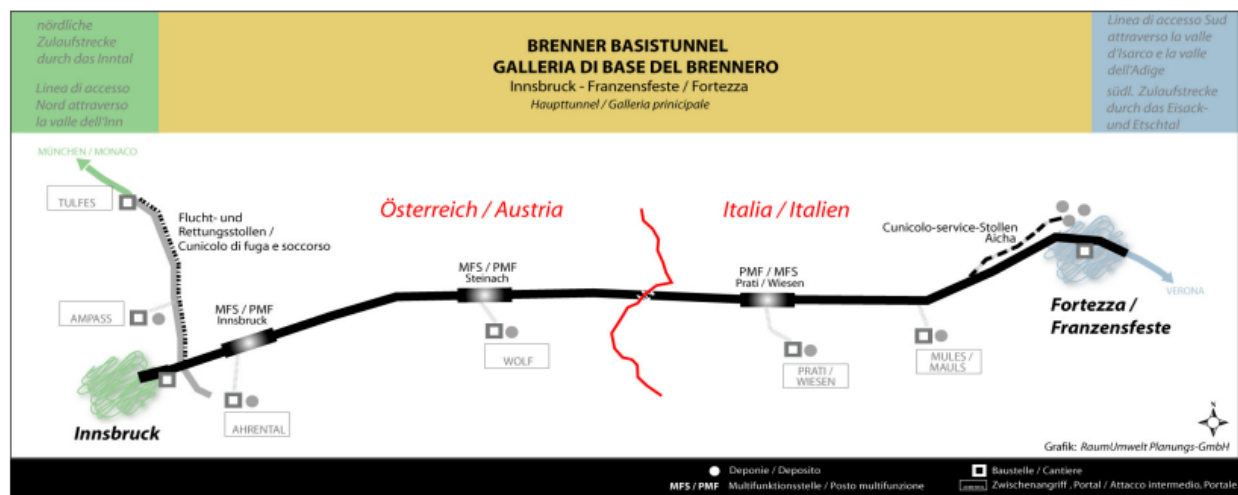 nördliche
Zulaufstrecke
durch das Inntal
Linea di accesso
Nord attraverso
la valle dell'Inn
BRENNER BASISTUNNEL
GALLERIA DI BASE DEL BRENNERO
Innsbruck - Franzensfeste / Fortezza
Haupttunnel / Galleria prinicipale
Linea di accesso Sud
attraverso la valle
d'Isarco e la valle
dell'Adige
südl. Zulaufstrecke
durch das Eisack-
und Etschtal
MÜNCHEN / MONACO
TULFES
Flucht- und
Rettungsstollen /
Cunicolo di fuga e soccorso
Österreich / Austria
Italia / Italien
Cunicolo-service-Stollen
Aicha
MFS / PMF
Steinach
PMF / MFS
Prati / Wiesen
VERONA
AMPASS
MFS / PMF
Innsbruck
Fortezza /
Franzensfeste
WOLF
PRATI /
WIESEN
MULES /
MAULS
Innsbruck
AHRENTAL
N
Grafik: RaumUmwelt Planungs-GmbH
Deponie / Deposito
Baustelle / Cantiere
MFS / PMF Multifunktionsstelle / Posto multifunzione
Zwischenangriff , Portal / Attacco intermedio, Portale